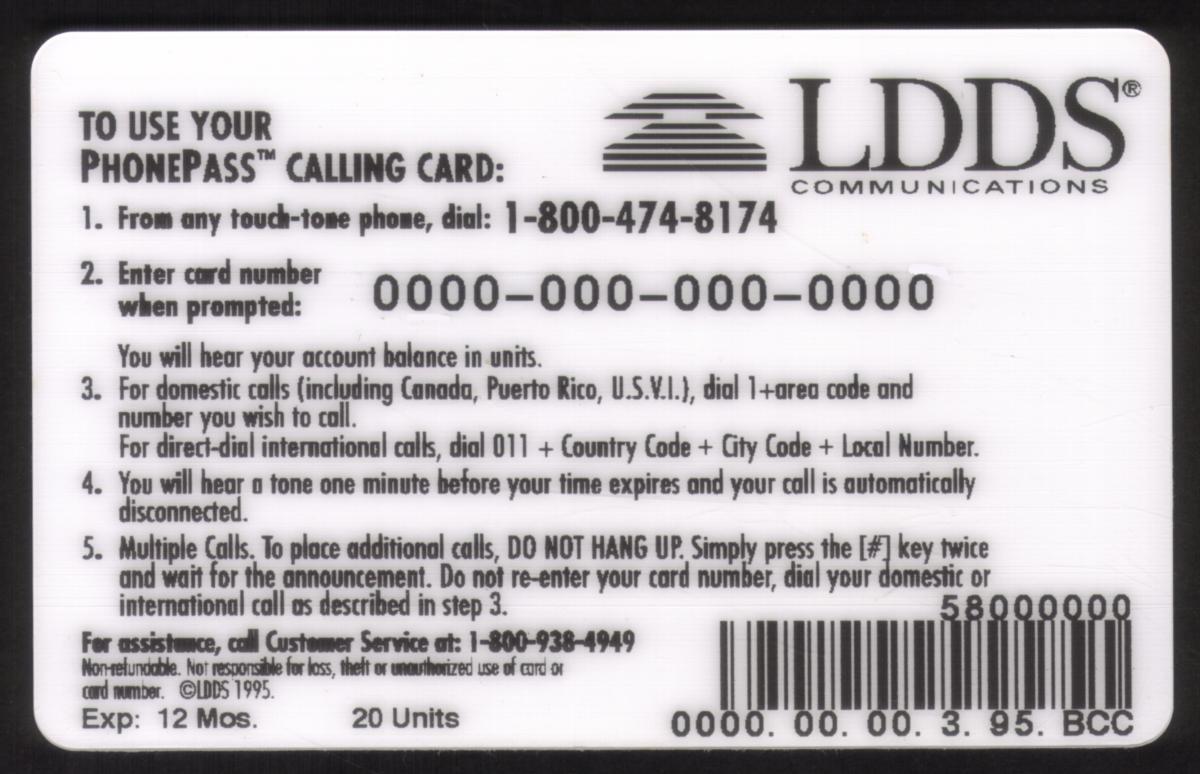 LDDS®
COMMUNICATIONS
TO USE YOUR
PHONEPASS™ CALLING CARD:
1. From any touch-tone phone, dial: 1-800-474-8174
2. Enter card number
when prompted:
0000-000-000-0000
You will hear your account balance in units.
3. For domestic calls (including Canada, Puerto Rico, U.S.V.I.), dial 1+area code and
number you wish to call.
For direct-dial international calls, dial 011 + Country Code + City Code + Local Number.
4. You will hear a tone one minute before your time expires and your call is automatically
disconnected.
5. Multiple Calls. To place additional calls, DO NOT HANG UP. Simply press the [#] key twice
and wait for the announcement. Do not re-enter your card number, dial your domestic or
international call as described in step 3.
58000000
For assistance, call Customer Service at: 1-800-938-4949
Non-refundable. Not responsible for loss, theft or unauthorized use of card or
card number. ©LDDS 1995.
Exp: 12 Mos. 20 Units
0000. 00. 00. 3. 95. BCC